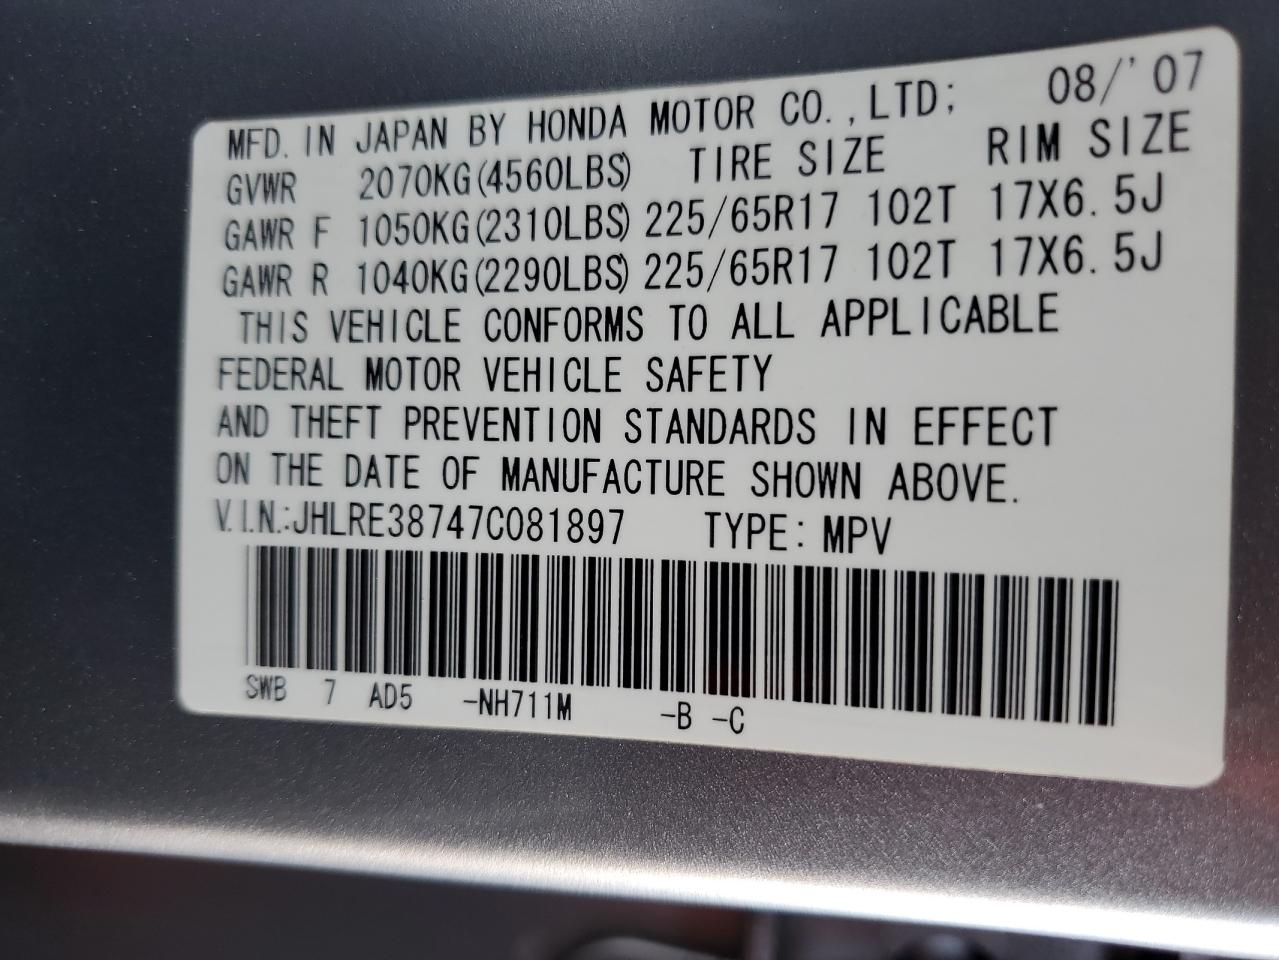 MFD. IN JAPAN BY HONDA MOTOR CO.,LTD; 08/'07
GVWR 2070KG(4560LBS) TIRE SIZE RIM SIZE
GAWR F 1050KG(2310LBS) 225/65R17 102T 17X6.5J
GAWR R 1040KG(2290LBS) 225/65R17 102T 17X6.5J
THIS VEHICLE CONFORMS TO ALL APPLICABLE
FEDERAL MOTOR VEHICLE SAFETY
AND THEFT PREVENTION STANDARDS IN EFFECT
ON THE DATE OF MANUFACTURE SHOWN ABOVE.
V.I.N.:JHLRE38747C081897 TYPE: MPV
SWB 7 AD5 -NH711M -B -C